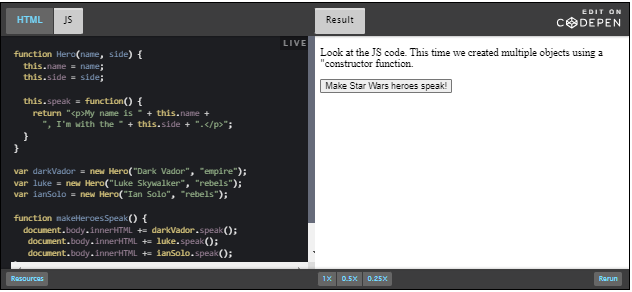 HTML
JS
Result
EDIT ON
CODEPEN
LIVE
function Hero(name, side) {
this.name = name;
this.side = side;
this.speak = function() {
return "<p>My name is " + this.name +
", I'm with the " + this.side + ".</p>";
}
}
var darkVador = new Hero("Dark Vador", "empire");
var luke = new Hero("Luke Skywalker", "rebels");
var ianSolo = new Hero("Ian Solo", "rebels");
function makeHeroesSpeak() {
document.body.innerHTML += darkVador.speak();
document.body.innerHTML += luke.speak();
document.body.innerHTML += ianSolo.speak();
Look at the JS code. This time we created multiple objects using a
"constructor function.
Make Star Wars heroes speak!
Resources
1X
0.5X
0.25X
Rerun